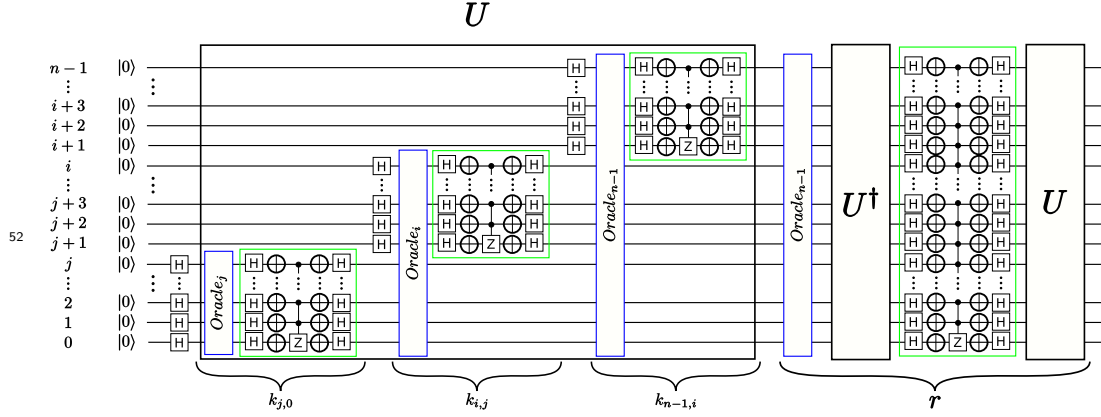 U
n − 1 |0⟩ H H H H H H H
⋮ ⋮ ⋮ ⋮ ⋮ ⋮ ⋮ ⋮
i + 3 |0⟩ H H H H H
i + 2 |0⟩ H H H H H
i + 1 |0⟩ H H Z H H H
i |0⟩ H H H H H
⋮ ⋮ ⋮ ⋮ ⋮ ⋮ ⋮ ⋮
j + 3 |0⟩ H H H H H
j + 2 |0⟩ H H H H H
j + 1 |0⟩ H H Z H H H
j |0⟩ H H H H H
⋮ ⋮ ⋮ ⋮ ⋮ ⋮ ⋮ ⋮
2 |0⟩ H H H H H
1 |0⟩ H H H H H
0 |0⟩ H H Z H H Z H
Oracle_j
Oracle_i
Oracle_{n−1}
Oracle_{n−1}
U†
U
52
k_{j,0} k_{i,j} k_{n−1,i} r